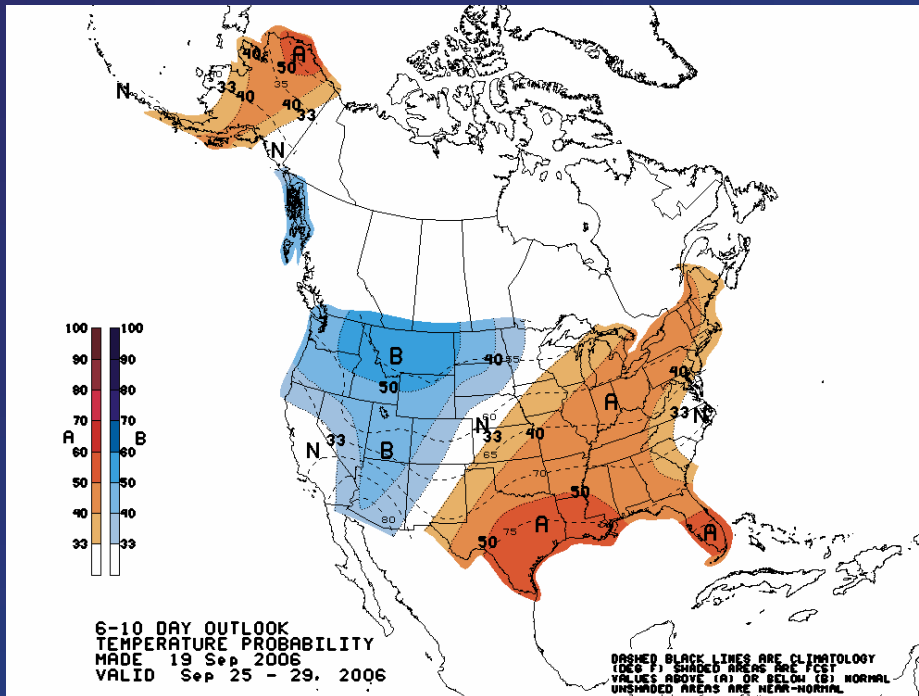 40
A
50
N
33
40
35
40
33
N
100
100
90
90
80
80
70
70
A
B
60
60
50
50
40
40
33
33
B
50
40
55
N
33
B
80
N
60
N
33
65
40
70
A
40
33
N
50
50
75
A
A
6-10 DAY OUTLOOK
TEMPERATURE PROBABILITY
MADE 19 Sep 2006
VALID Sep 25 - 29, 2006
DASHED BLACK LINES ARE CLIMATOLOGY
(DEG F) SHADED AREAS ARE FCST
VALUES ABOVE (A) OR BELOW (B) NORMAL
UNSHADED AREAS ARE NEAR-NORMAL